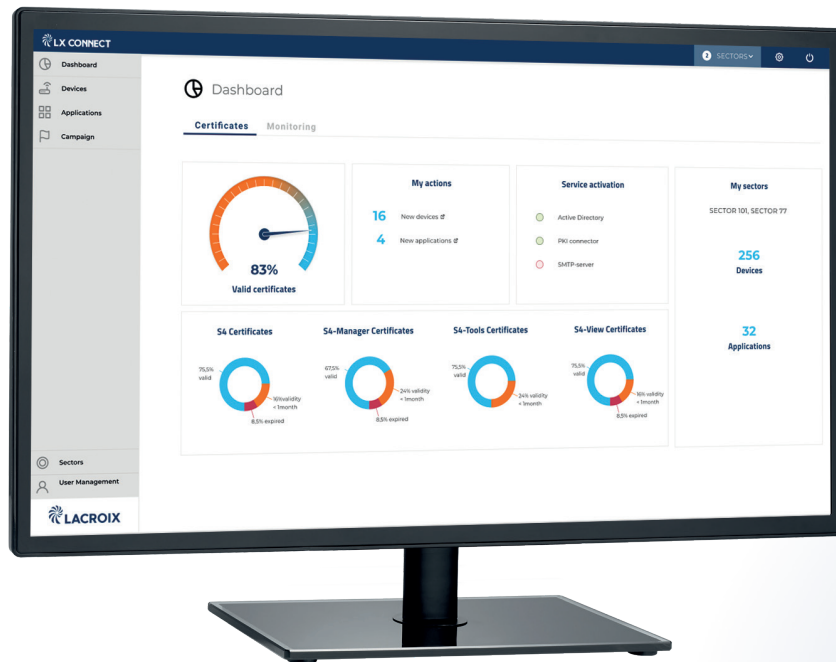 LX CONNECT
2 SECTORS
Dashboard
Devices
Applications
Campaign
Sectors
User Management
LACROIX
Dashboard
Certificates Monitoring
83%
Valid certificates
My actions
16 New devices
4 New applications
Service activation
Active Directory
PKI connector
SMTP-server
My sectors
SECTOR 101, SECTOR 77
256
Devices
32
Applications
S4 Certificates
75,5%
valid
16%validity
< 1month
8,5% expired
S4-Manager Certificates
67,5%
valid
24% validity
< 1month
8,5% expired
S4-Tools Certificates
75,5%
valid
24% validity
< 1month
S4-View Certificates
75,5%
valid
16% validity
< 1month
8,5% expired